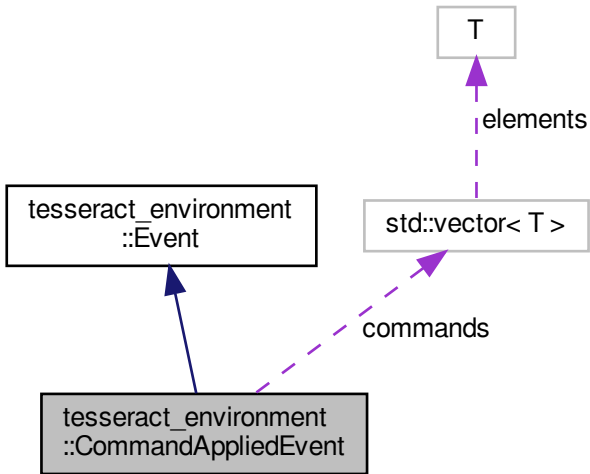 T
elements
tesseract_environment
::Event
std::vector< T >
commands
tesseract_environment
::CommandAppliedEvent